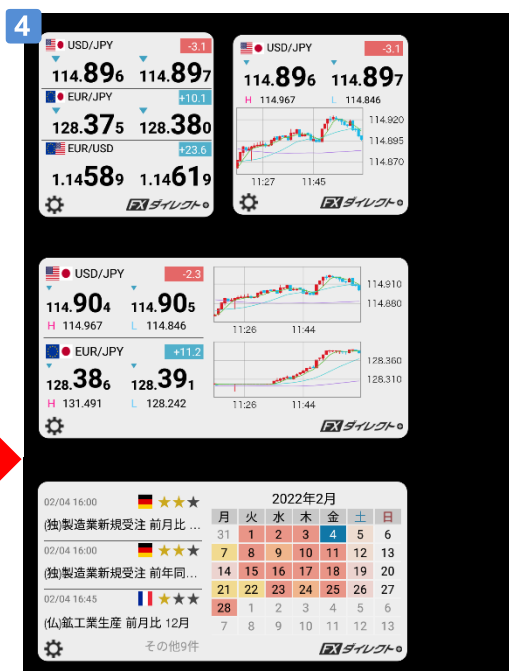 4
USD/JPY -3.1
114.896 114.897
EUR/JPY +10.1
128.375 128.380
EUR/USD +23.6
1.14589 1.14619
FXダイレクト
USD/JPY -3.1
114.896 114.897
H 114.967 L 114.846
114.920
114.895
114.870
11:27 11:45
FXダイレクト
USD/JPY -2.3
114.904 114.905
H 114.967 L 114.846
114.910
114.880
11:26 11:44
EUR/JPY +11.2
128.386 128.391
H 131.491 L 128.242
128.360
128.310
11:26 11:44
FXダイレクト
02/04 16:00 ★★★
(独)製造業新規受注 前月比 ...
02/04 16:00 ★★★
(独)製造業新規受注 前年同...
02/04 16:45 ★★★
(仏)鉱工業生産 前月比 12月
その他9件
2022年2月
月 火 水 木 金 土 日
31 1 2 3 4 5 6
7 8 9 10 11 12 13
14 15 16 17 18 19 20
21 22 23 24 25 26 27
28 1 2 3 4 5 6
7 8 9 10 11 12 13
FXダイレクト